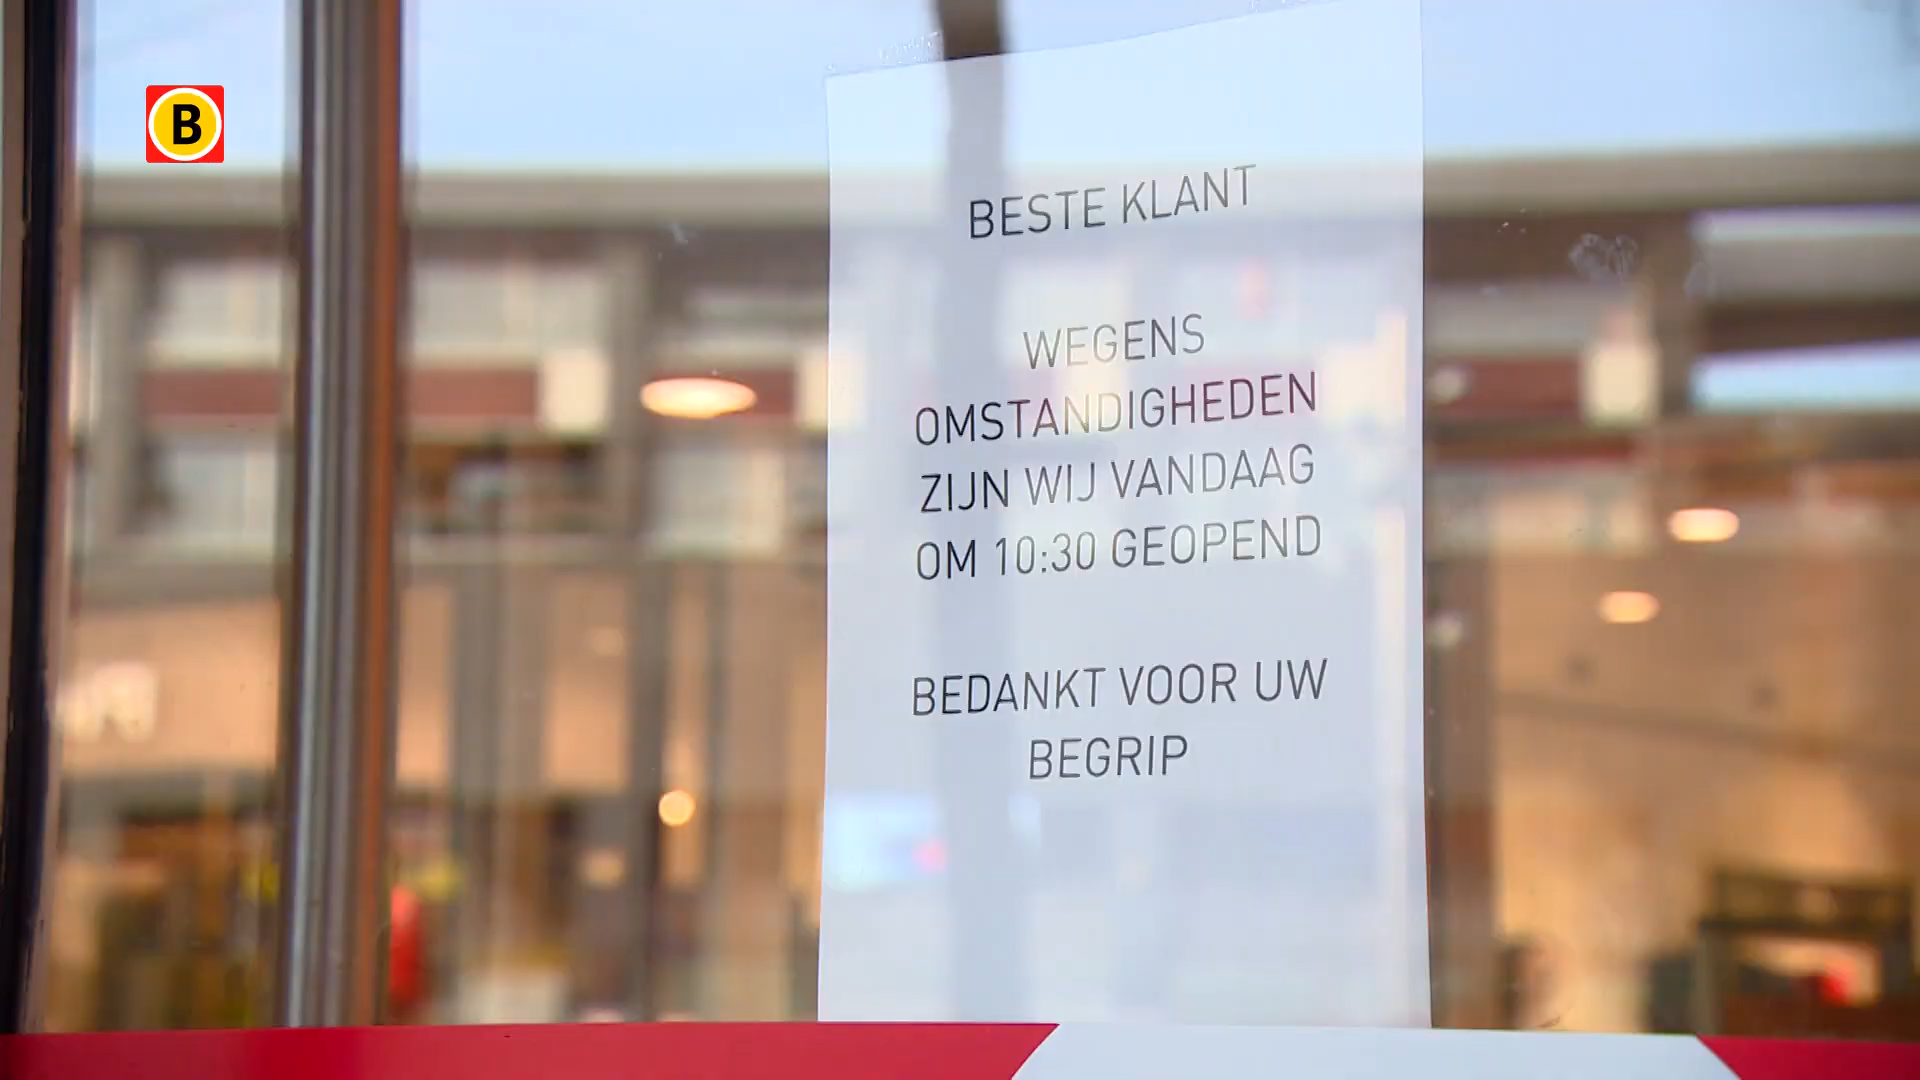 B
BESTE KLANT
WEGENS
OMSTANDIGHEDEN
ZIJN WIJ VANDAAG
OM 10:30 GEOPEND
BEDANKT VOOR UW
BEGRIP